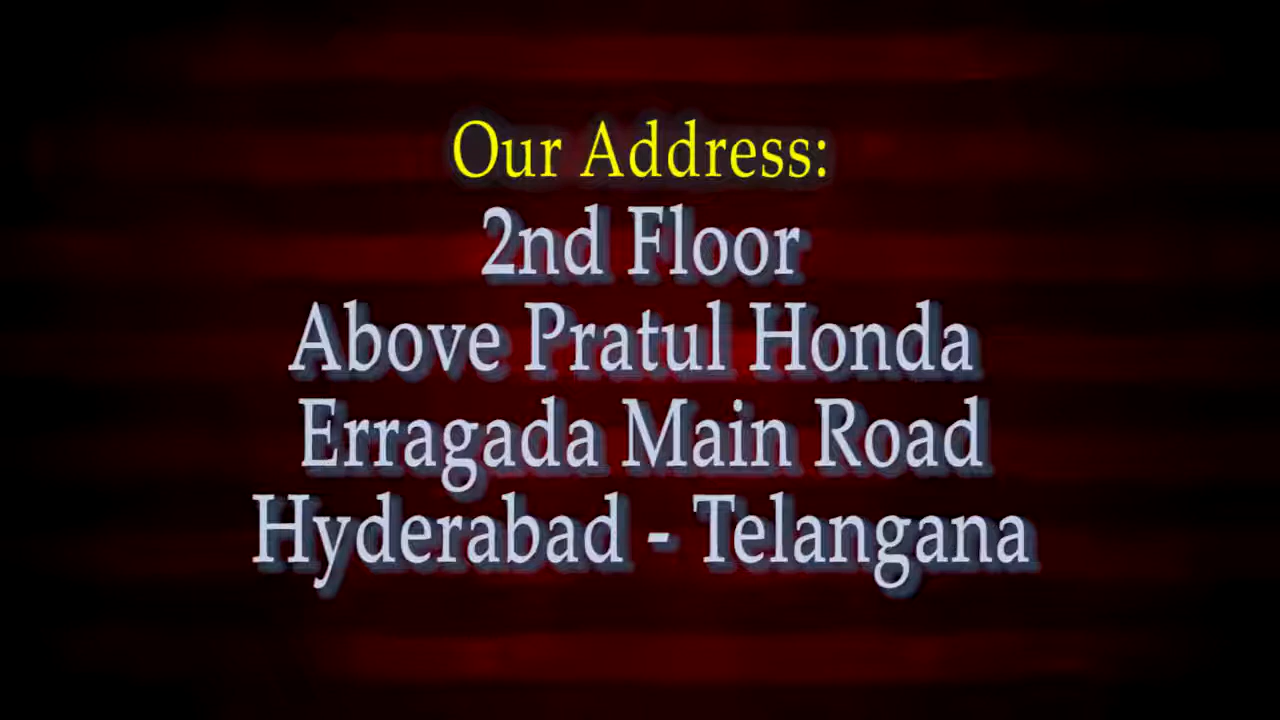 Our Address:
2nd Floor
Above Pratul Honda
Erragada Main Road
Hyderabad - Telangana